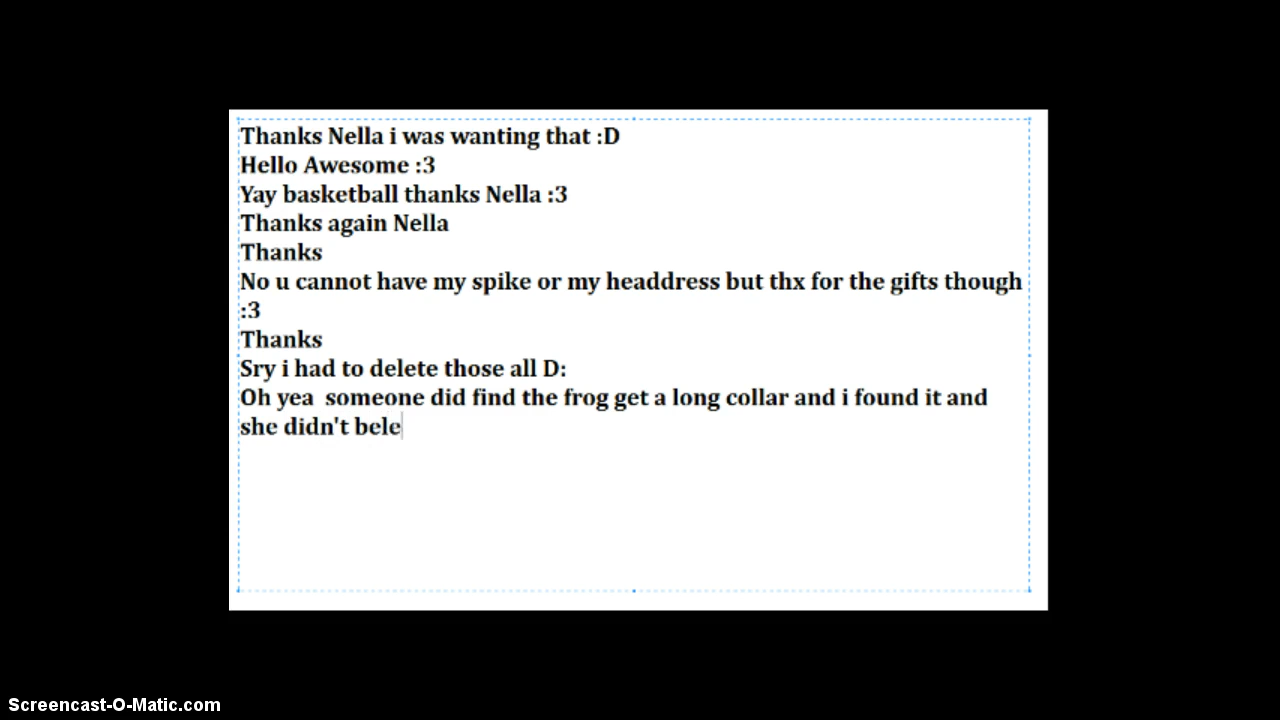 Thanks Nella i was wanting that :D
Hello Awesome :3
Yay basketball thanks Nella :3
Thanks again Nella
Thanks
No u cannot have my spike or my headdress but thx for the gifts though
:3
Thanks
Sry i had to delete those all D:
Oh yea  someone did find the frog get a long collar and i found it and
she didn't bele
Screencast-O-Matic.com